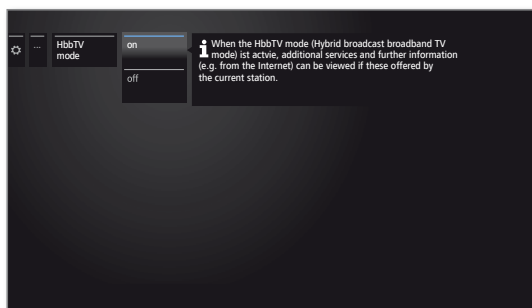 ...
HbbTV
mode
on
off
When the HbbTV mode (Hybrid broadcast broadband TV
mode) ist actvie, additional services and further information
(e.g. from the Internet) can be viewed if these offered by
the current station.